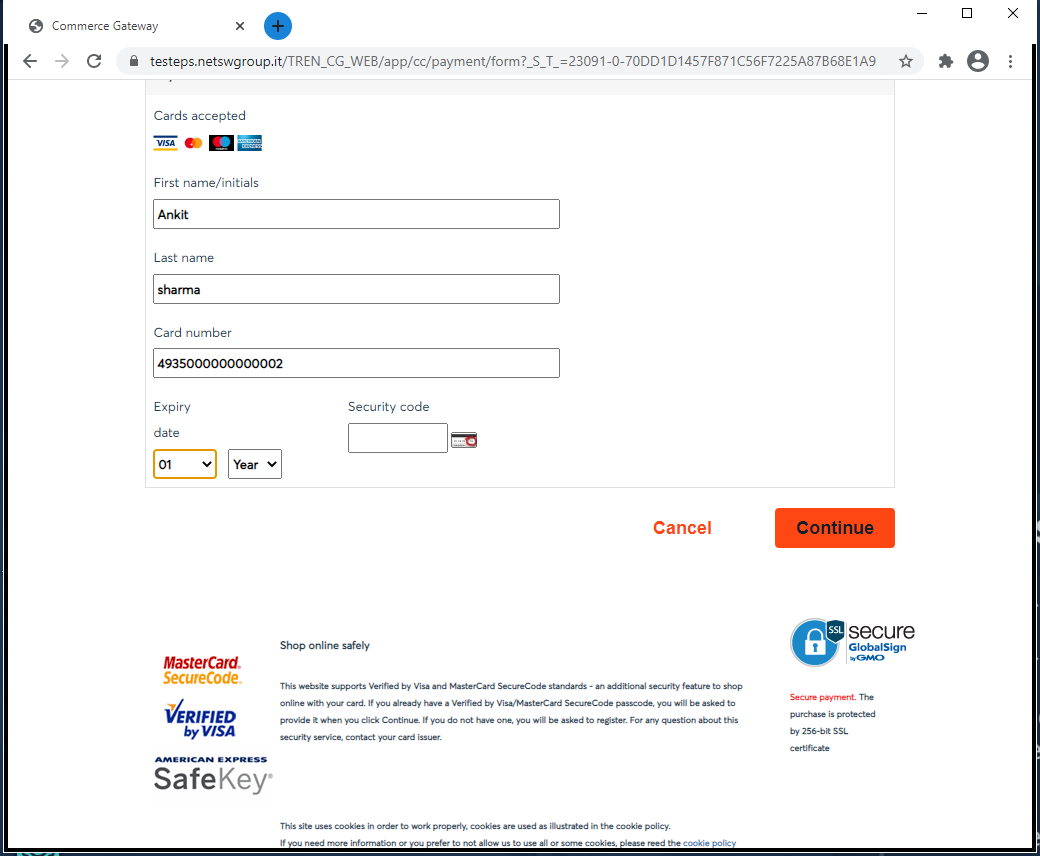 Commerce Gateway
testeps.netswgroup.it/TREN_CG_WEB/app/cc/payment/form?_S_T_=23091-0-70DD1D1457F871C56F7225A87B68E1A9
Cards accepted
VISA
First name/initials
Ankit
Last name
sharma
Card number
4935000000000002
Expiry
date
Security code
01 Year
Cancel Continue
MasterCard.
SecureCode.
VERIFIED
by VISA
AMERICAN EXPRESS
SafeKey®
Shop online safely
This website supports Verified by Visa and MasterCard SecureCode standards - an additional security feature to shop
online with your card. If you already have a Verified by Visa/MasterCard SecureCode passcode, you will be asked to
provide it when you click Continue. If you do not have one, you will be asked to register. For any question about this
security service, contact your card issuer.
SSL secure
GlobalSign
by GMO
Secure payment. The
purchase is protected
by 256-bit SSL
certificate
This site uses cookies in order to work properly, cookies are used as illustrated in the cookie policy.
If you need more information or you prefer to not allow us to use all or some cookies, please reed the cookie policy